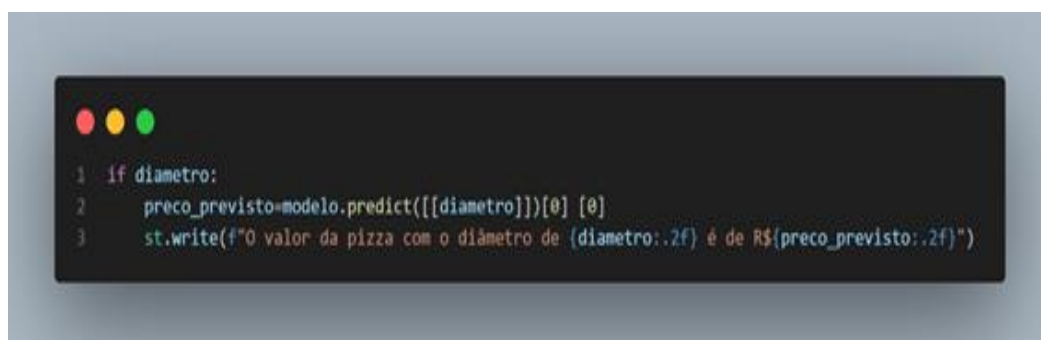 1 if diametro:
2 preco_previsto=modelo.predict([[diametro]])[0] [0]
3 st.write(f"O valor da pizza com o diâmetro de {diametro:.2f} é de R${preco_previsto:.2f}")